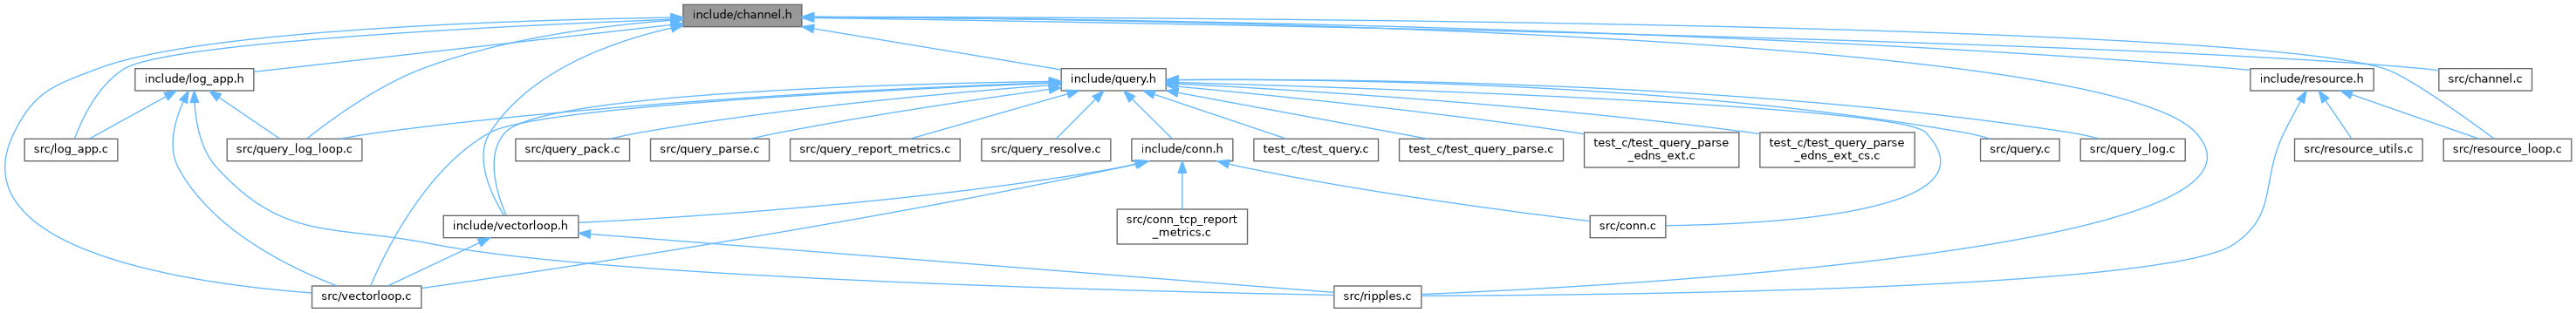 include/channel.h
include/log_app.h
include/query.h
include/resource.h
src/channel.c
src/log_app.c
src/query_log_loop.c
src/query_pack.c
src/query_parse.c
src/query_report_metrics.c
src/query_resolve.c
include/conn.h
test_c/test_query.c
test_c/test_query_parse.c
test_c/test_query_parse
_edns_ext.c
test_c/test_query_parse
_edns_ext_cs.c
src/query.c
src/query_log.c
src/resource_utils.c
src/resource_loop.c
include/vectorloop.h
src/conn_tcp_report
_metrics.c
src/conn.c
src/vectorloop.c
src/ripples.c